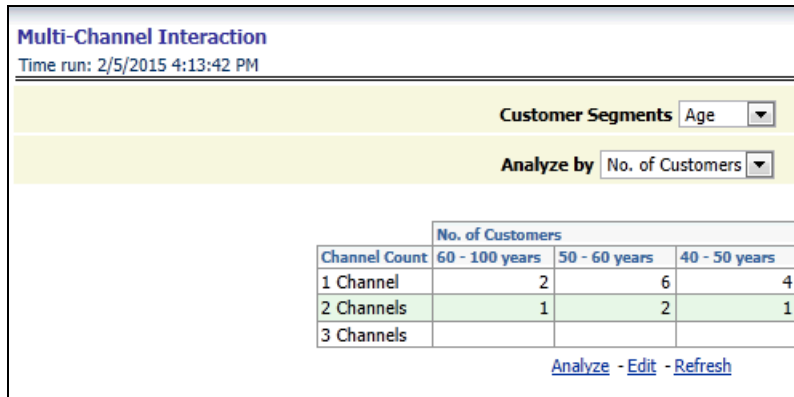 Multi-Channel Interaction
Time run: 2/5/2015 4:13:42 PM
Customer Segments Age
Analyze by No. of Customers
No. of Customers
Channel Count 60 - 100 years 50 - 60 years 40 - 50 years
1 Channel 2 6 4
2 Channels 1 2 1
3 Channels
Analyze - Edit - Refresh